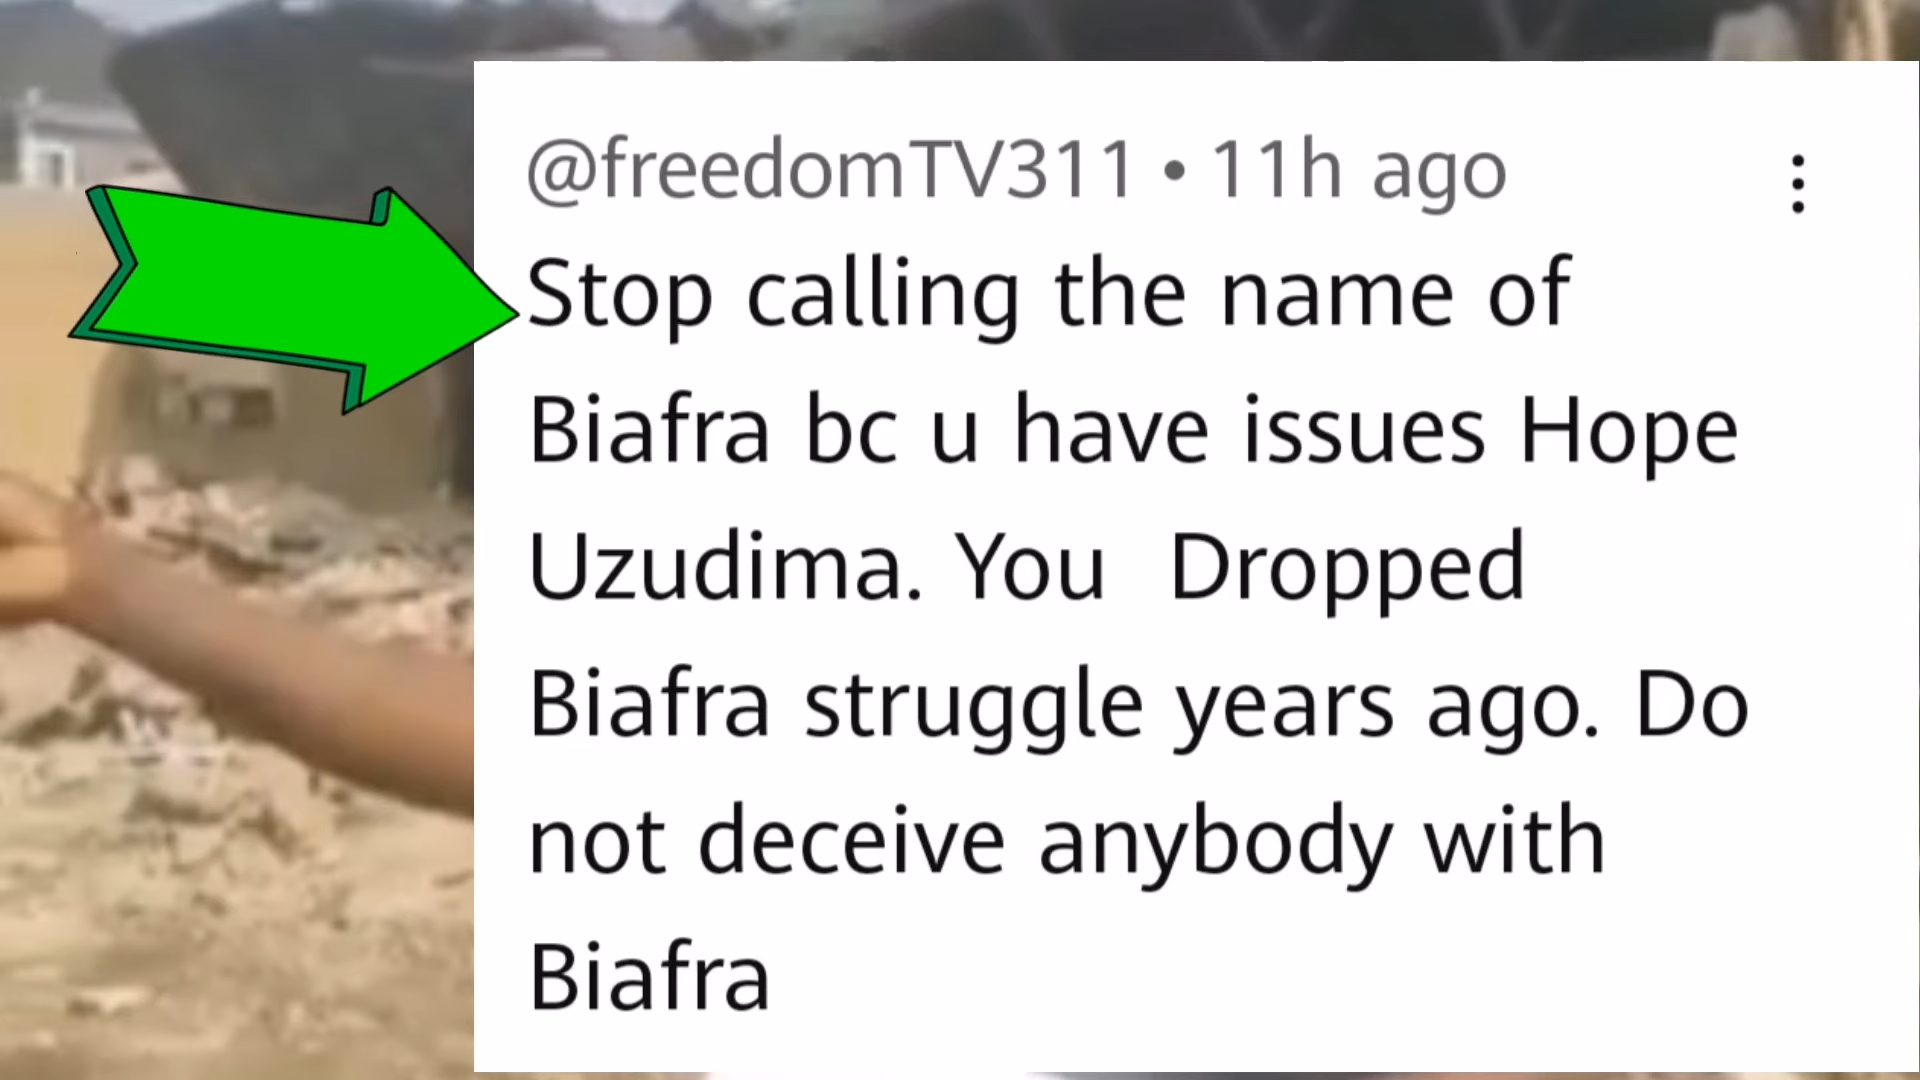 @freedomTV311 • 11h ago
Stop calling the name of
Biafra bc u have issues Hope
Uzudima. You  Dropped
Biafra struggle years ago. Do
not deceive anybody with
Biafra